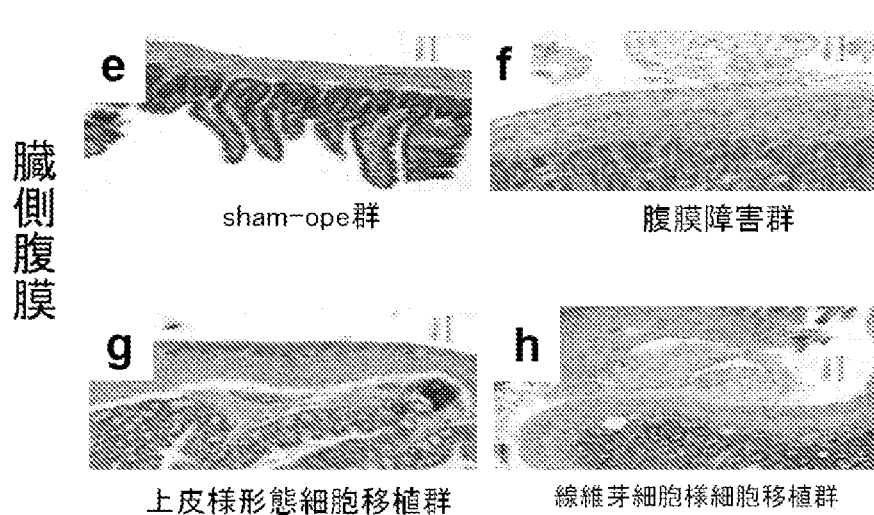 臓側腹膜
e
sham-ope群
f
腹膜障害群
g
上皮様形態細胞移植群
h
線維芽細胞様細胞移植群